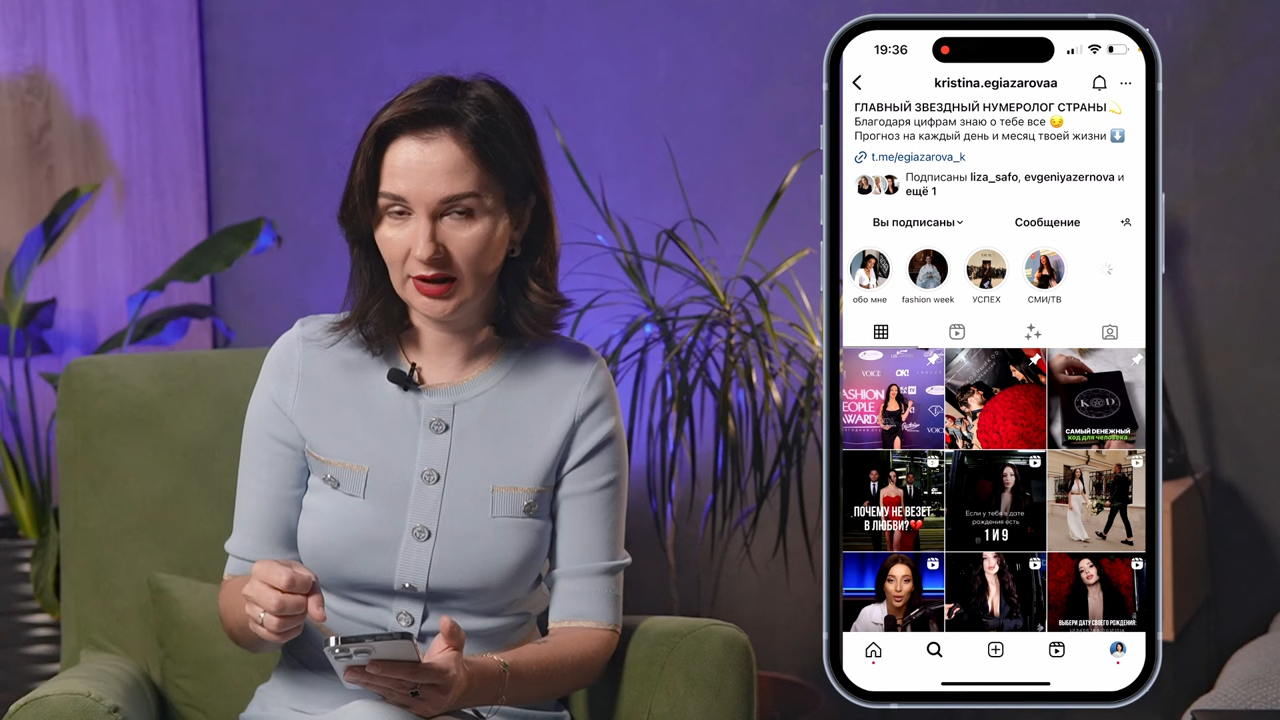 19:36
kristina.egiazarovaa
ГЛАВНЫЙ ЗВЕЗДНЫЙ НУМЕРОЛОГ СТРАНЫ💫
Благодаря цифрам знаю о тебе все 😏
Прогноз на каждый день и месяц твоей жизни ⬇️
t.me/egiazarova_k
Подписаны liza_safo, evgeniyazernova и
ещё 1
Вы подписаны
Сообщение
обо мне
fashion week
УСПЕХ
СМИ/ТВ
VOICE
OK!
FASHION
PEOPLE
AWARD
KOD
САМЫЙ DЕНЕЖНЫЙ
код для человека
ПОЧЕМУ НЕ ВЕЗЕТ
В ЛЮБВИ?💔
Если у тебя в дате
рождения есть
1 И 9
ВЫБЕРИ ДАТУ СВОЕГО РОЖДЕНИЯ: